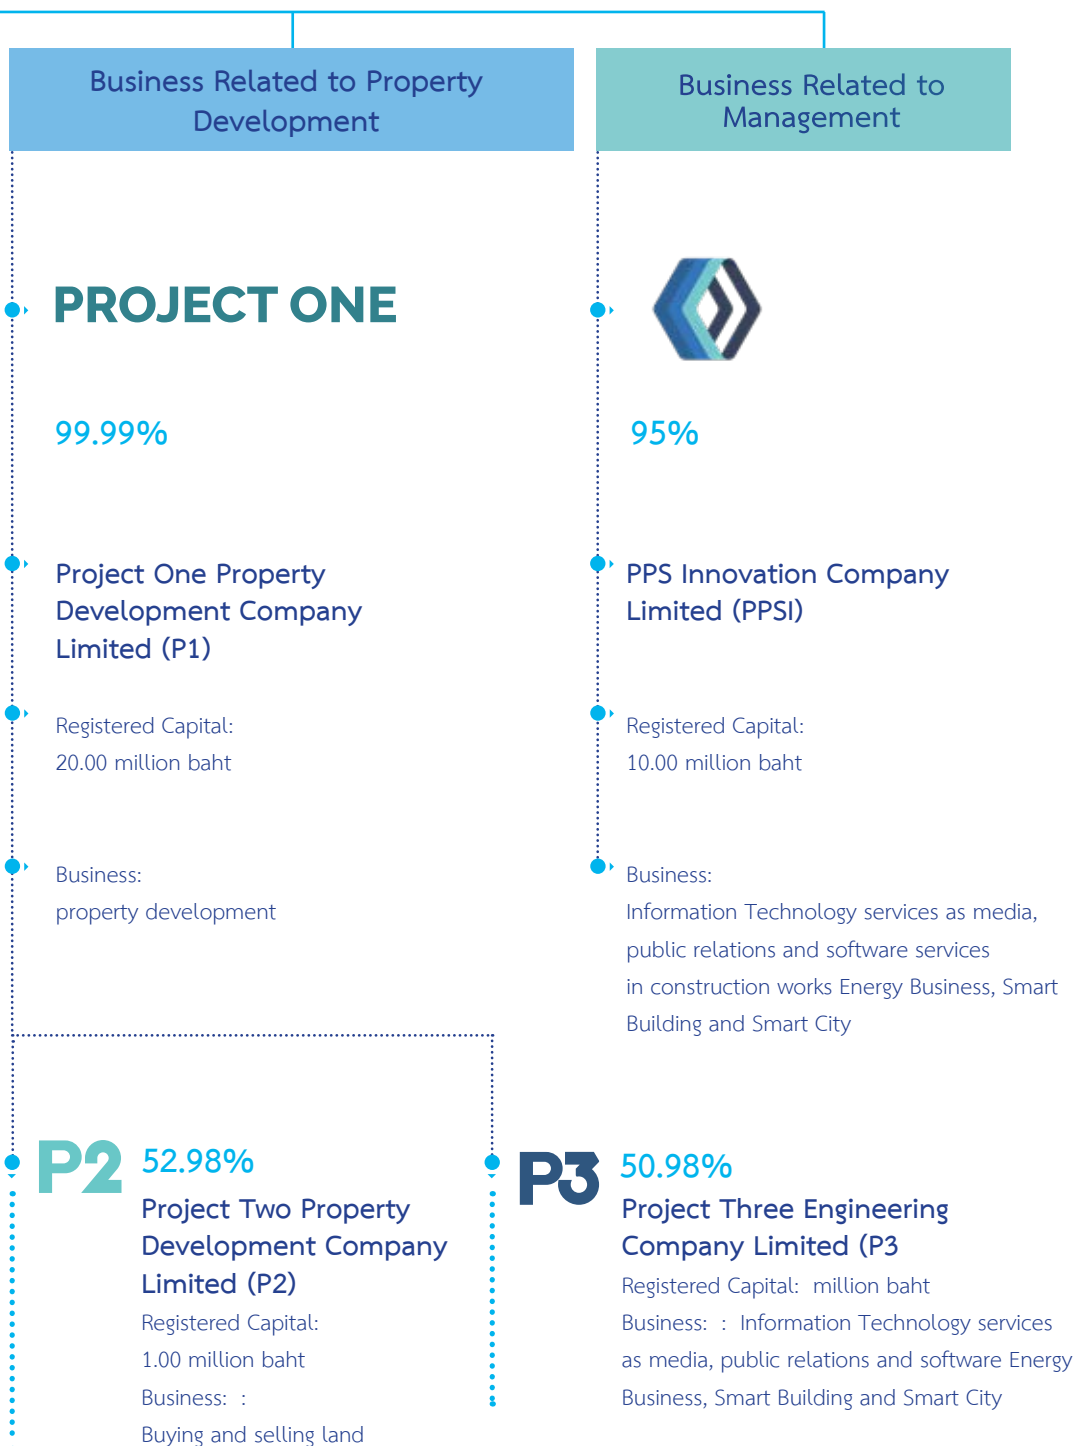 Business Related to Property
Development
Business Related to
Management
PROJECT ONE
99.99%
95%
Project One Property
Development Company
Limited (P1)
PPS Innovation Company
Limited (PPSI)
Registered Capital:
20.00 million baht
Registered Capital:
10.00 million baht
Business:
property development
Business:
Information Technology services as media,
public relations and software services
in construction works Energy Business, Smart
Building and Smart City
P2
52.98%
Project Two Property
Development Company
Limited (P2)
Registered Capital:
1.00 million baht
Business: :
Buying and selling land
P3
50.98%
Project Three Engineering
Company Limited (P3
Registered Capital: million baht
Business: : Information Technology services
as media, public relations and software Energy
Business, Smart Building and Smart City